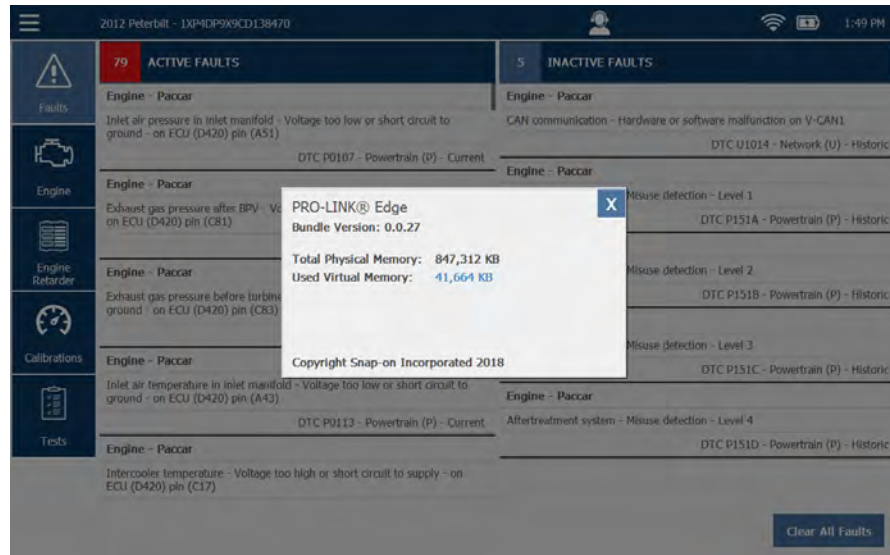 2012 Peterbilt - 1XP4DP9X9CD138470
1:49 PM
Faults
Engine
Engine
Retarder
Calibrations
Tests
79 ACTIVE FAULTS
Engine - Paccar
Inlet air pressure in inlet manifold - Voltage too low or short circuit to
ground - on ECU (D420) pin (A51)
DTC P0107 - Powertrain (P) - Current
Engine - Paccar
Exhaust gas pressure after BPV - Vo
on ECU (D420) pin (C81)
Engine - Paccar
Exhaust gas pressure before turbine
ground - on ECU (D420) pin (C83)
Engine - Paccar
Inlet air temperature in inlet manifold - Voltage too low or short circuit to
ground - on ECU (D420) pin (A43)
DTC P0113 - Powertrain (P) - Current
Engine - Paccar
Intercooler temperature - Voltage too high or short circuit to supply - on
ECU (D420) pin (C17)
5 INACTIVE FAULTS
Engine - Paccar
CAN communication - Hardware or software malfunction on V-CAN1
DTC U1014 - Network (U) - Historic
Engine - Paccar
Misuse detection - Level 1
DTC P151A - Powertrain (P) - Historic
Misuse detection - Level 2
DTC P151B - Powertrain (P) - Historic
Misuse detection - Level 3
DTC P151C - Powertrain (P) - Historic
Engine - Paccar
Aftertreatment system - Misuse detection - Level 4
DTC P151D - Powertrain (P) - Historic
Clear All Faults
PRO-LINK® Edge
X
Bundle Version: 0.0.27
Total Physical Memory: 847,312 KB
Used Virtual Memory: 41,664 KB
Copyright Snap-on Incorporated 2018